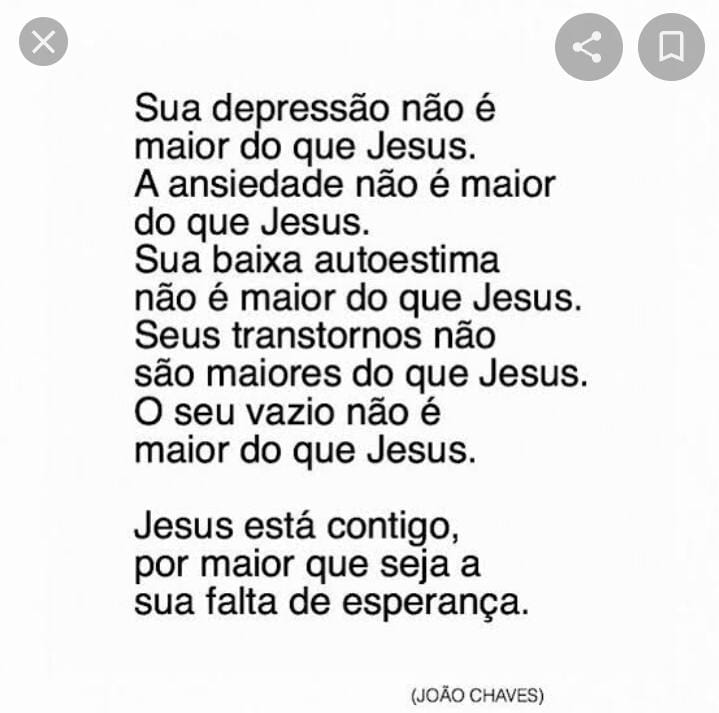 Sua depressão não é
maior do que Jesus.
A ansiedade não é maior
do que Jesus.
Sua baixa autoestima
não é maior do que Jesus.
Seus transtornos não
são maiores do que Jesus.
O seu vazio não é
maior do que Jesus.
Jesus está contigo,
por maior que seja a
sua falta de esperança.
(JOÃO CHAVES)